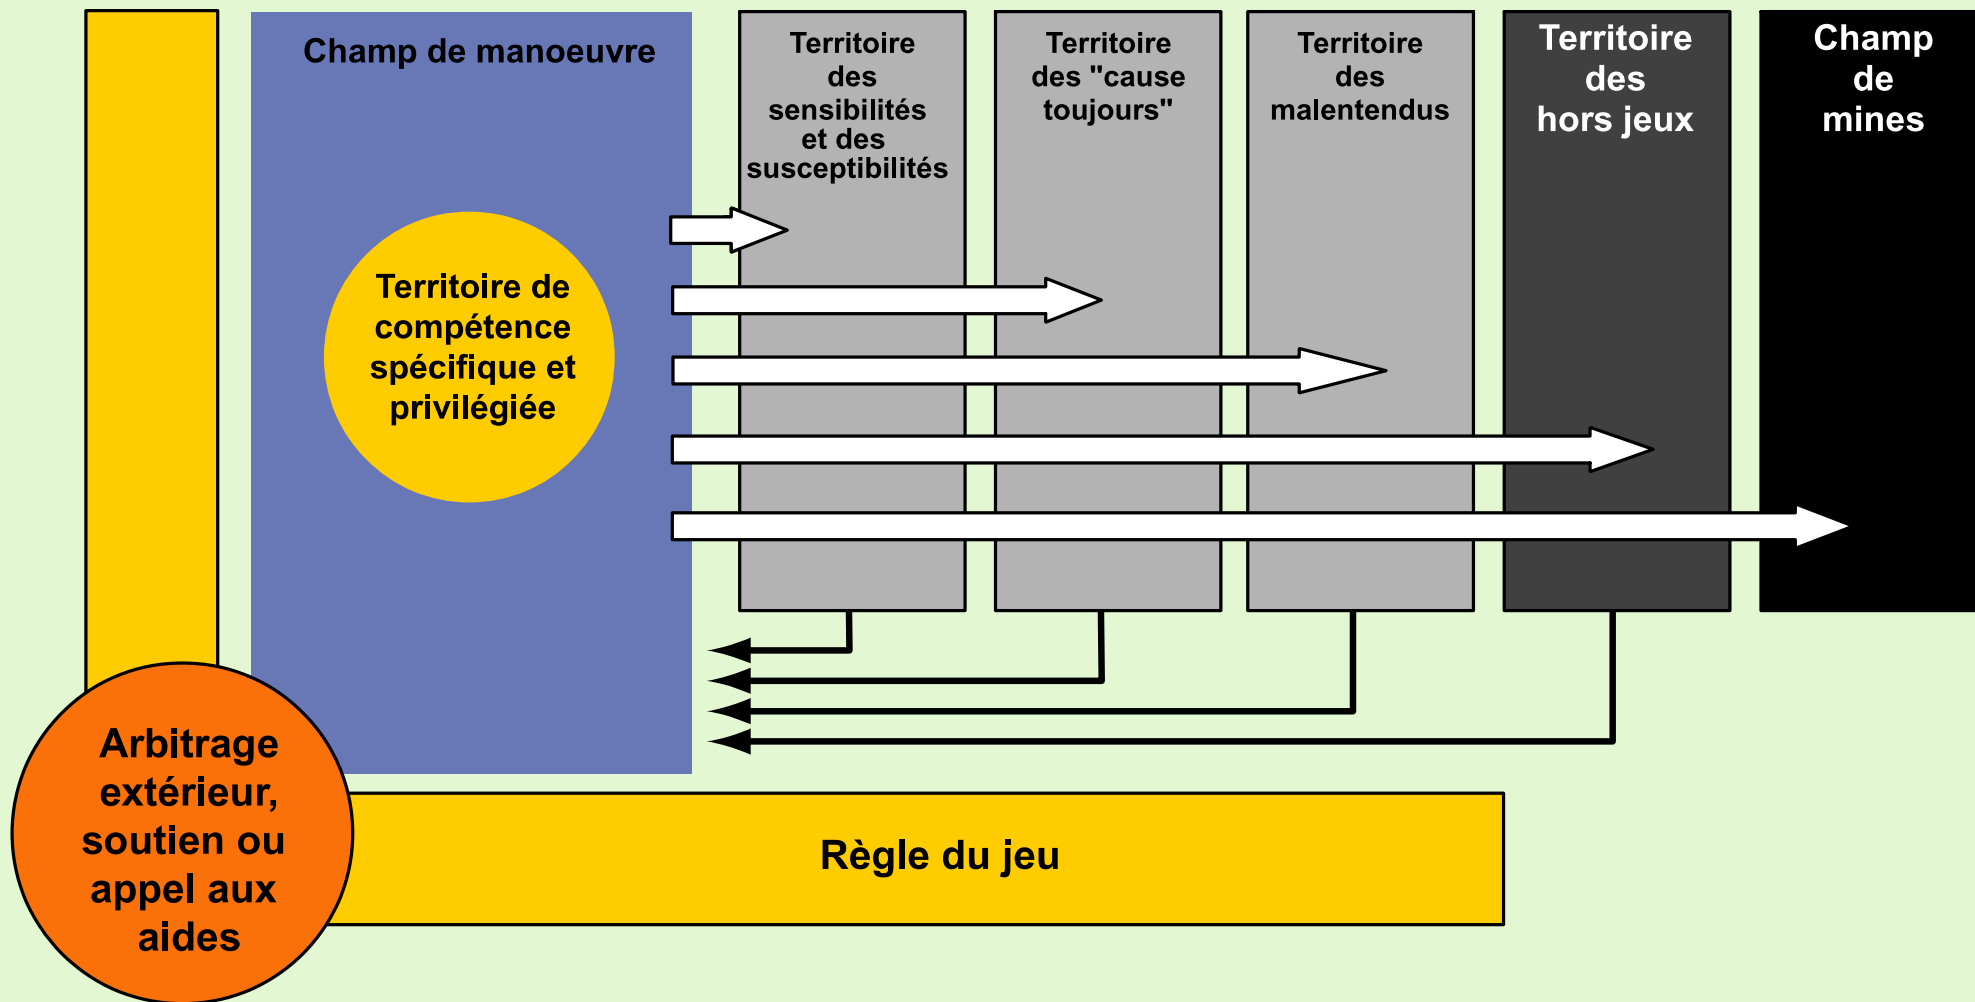 Champ de manoeuvre
Territoire
des
sensibilités
et des
susceptibilités
Territoire
des "cause
toujours"
Territoire
des
malentendus
Territoire
des
hors jeux
Champ
de
mines
Territoire de
compétence
spécifique et
privilégiée
Arbitrage
extérieur,
soutien ou
appel aux
aides
Règle du jeu